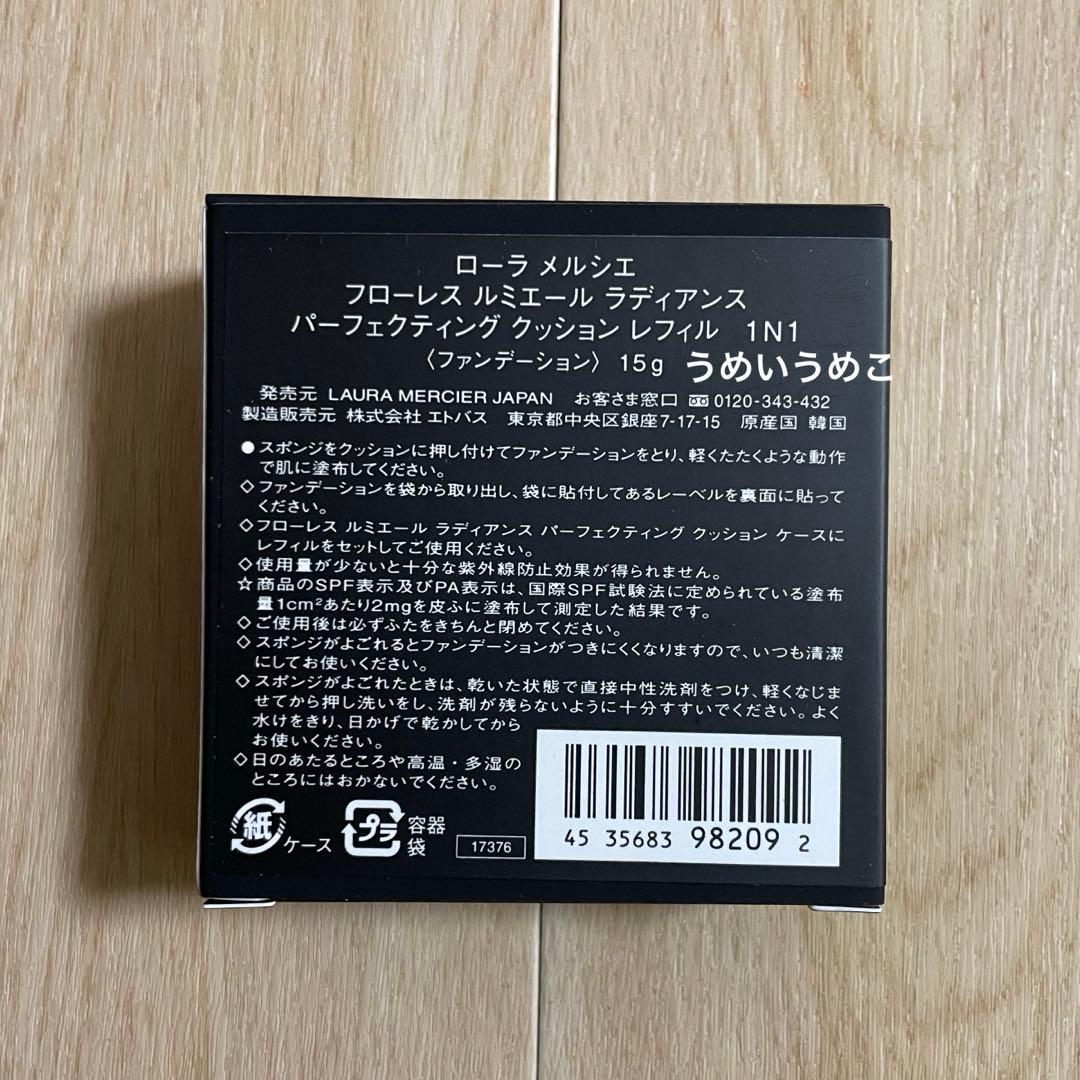 ローラ メルシエ
フローレス ルミエール ラディアンス
パーフェクティング クッション レフィル 1N1
〈ファンデーション〉 15g
うめいうめこ
発売元 LAURA MERCIER JAPAN お客さま窓口 0120-343-432
製造販売元 株式会社 エトバス 東京都中央区銀座7-17-15 原産国 韓国
●スポンジをクッションに押し付けてファンデーションをとり、軽くたたくような動作
で肌に塗布してください。
◇ファンデーションを袋から取り出し、袋に貼付してあるレーベルを裏面に貼って
ください。
◇フローレス ルミエール ラディアンス パーフェクティング クッション ケースに
レフィルをセットしてご使用ください。
◇使用量が少ないと十分な紫外線防止効果が得られません。
☆商品のSPF表示及びPA表示は、国際SPF試験法に定められている塗布
量1cm²あたり2mgを皮ふに塗布して測定した結果です。
◇ご使用後は必ずふたをきちんと閉めてください。
◇スポンジがよごれるとファンデーションがつきにくくなりますので、いつも清潔
にしてお使いください。
◇スポンジがよごれたときは、乾いた状態で直接中性洗剤をつけ、軽くなじま
せてから押し洗いをし、洗剤が残らないように十分すすいでください。よく
水けをきり、日かげで乾かしてから
お使いください。
◇日のあたるところや高温・多湿の
ところにはおかないでください。
紙 ケース
プラ 容器
袋
17376
45 35683 98209 2